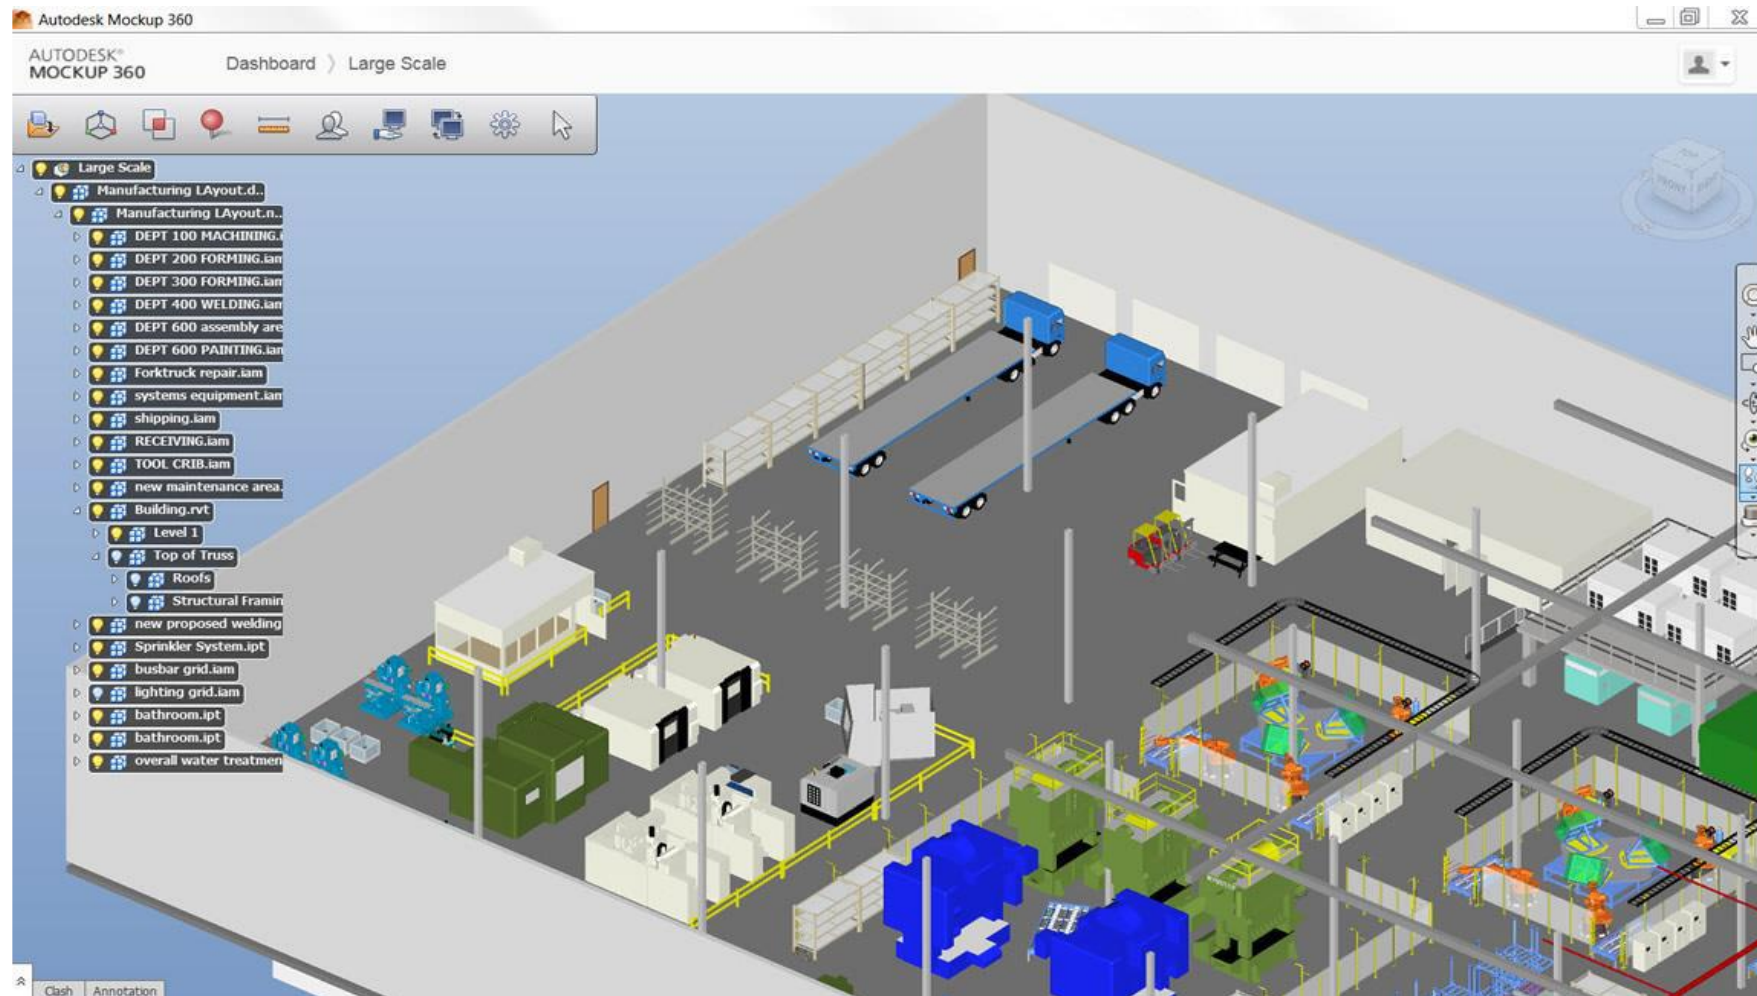 Autodesk Mockup 360
AUTODESK®
MOCKUP 360
Dashboard 〉 Large Scale
Large Scale
Manufacturing LAyout.d..
Manufacturing LAyout.n..
DEPT 100 MACHINING.i
DEPT 200 FORMING.iam
DEPT 300 FORMING.iam
DEPT 400 WELDING.iam
DEPT 600 assembly are
DEPT 600 PAINTING.iam
Forktruck repair.iam
systems equipment.iam
shipping.iam
RECEIVING.iam
TOOL CRIB.iam
new maintenance area.
Building.rvt
Level 1
Top of Truss
Roofs
Structural Framin
new proposed welding
Sprinkler System.ipt
busbar grid.iam
lighting grid.iam
bathroom.ipt
bathroom.ipt
overall water treatmen
Clash Annotation
TOP
FRONT